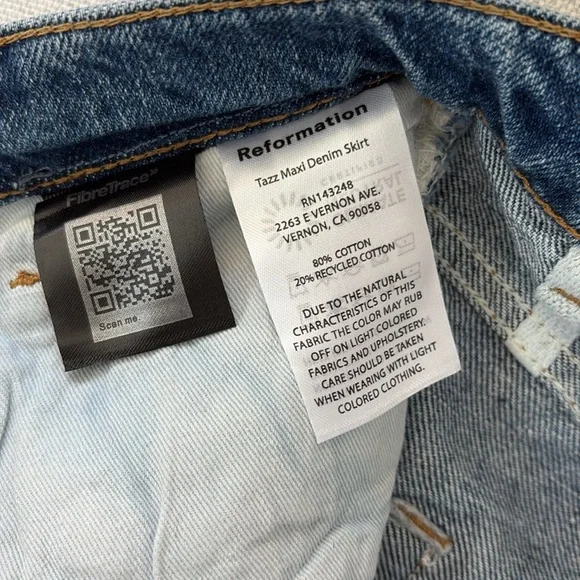 Reformation
Tazz Maxi Denim Skirt
RN143248
2263 E VERNON AVE.
VERNON, CA 90058
80% COTTON
20% RECYCLED COTTON
DUE TO THE NATURAL
CHARACTERISTICS OF THIS
FABRIC THE COLOR MAY RUB
OFF ON LIGHT COLORED
FABRICS AND UPHOLSTERY.
CARE SHOULD BE TAKEN
WHEN WEARING WITH LIGHT
COLORED CLOTHING.
FibreTrace
Scan me.